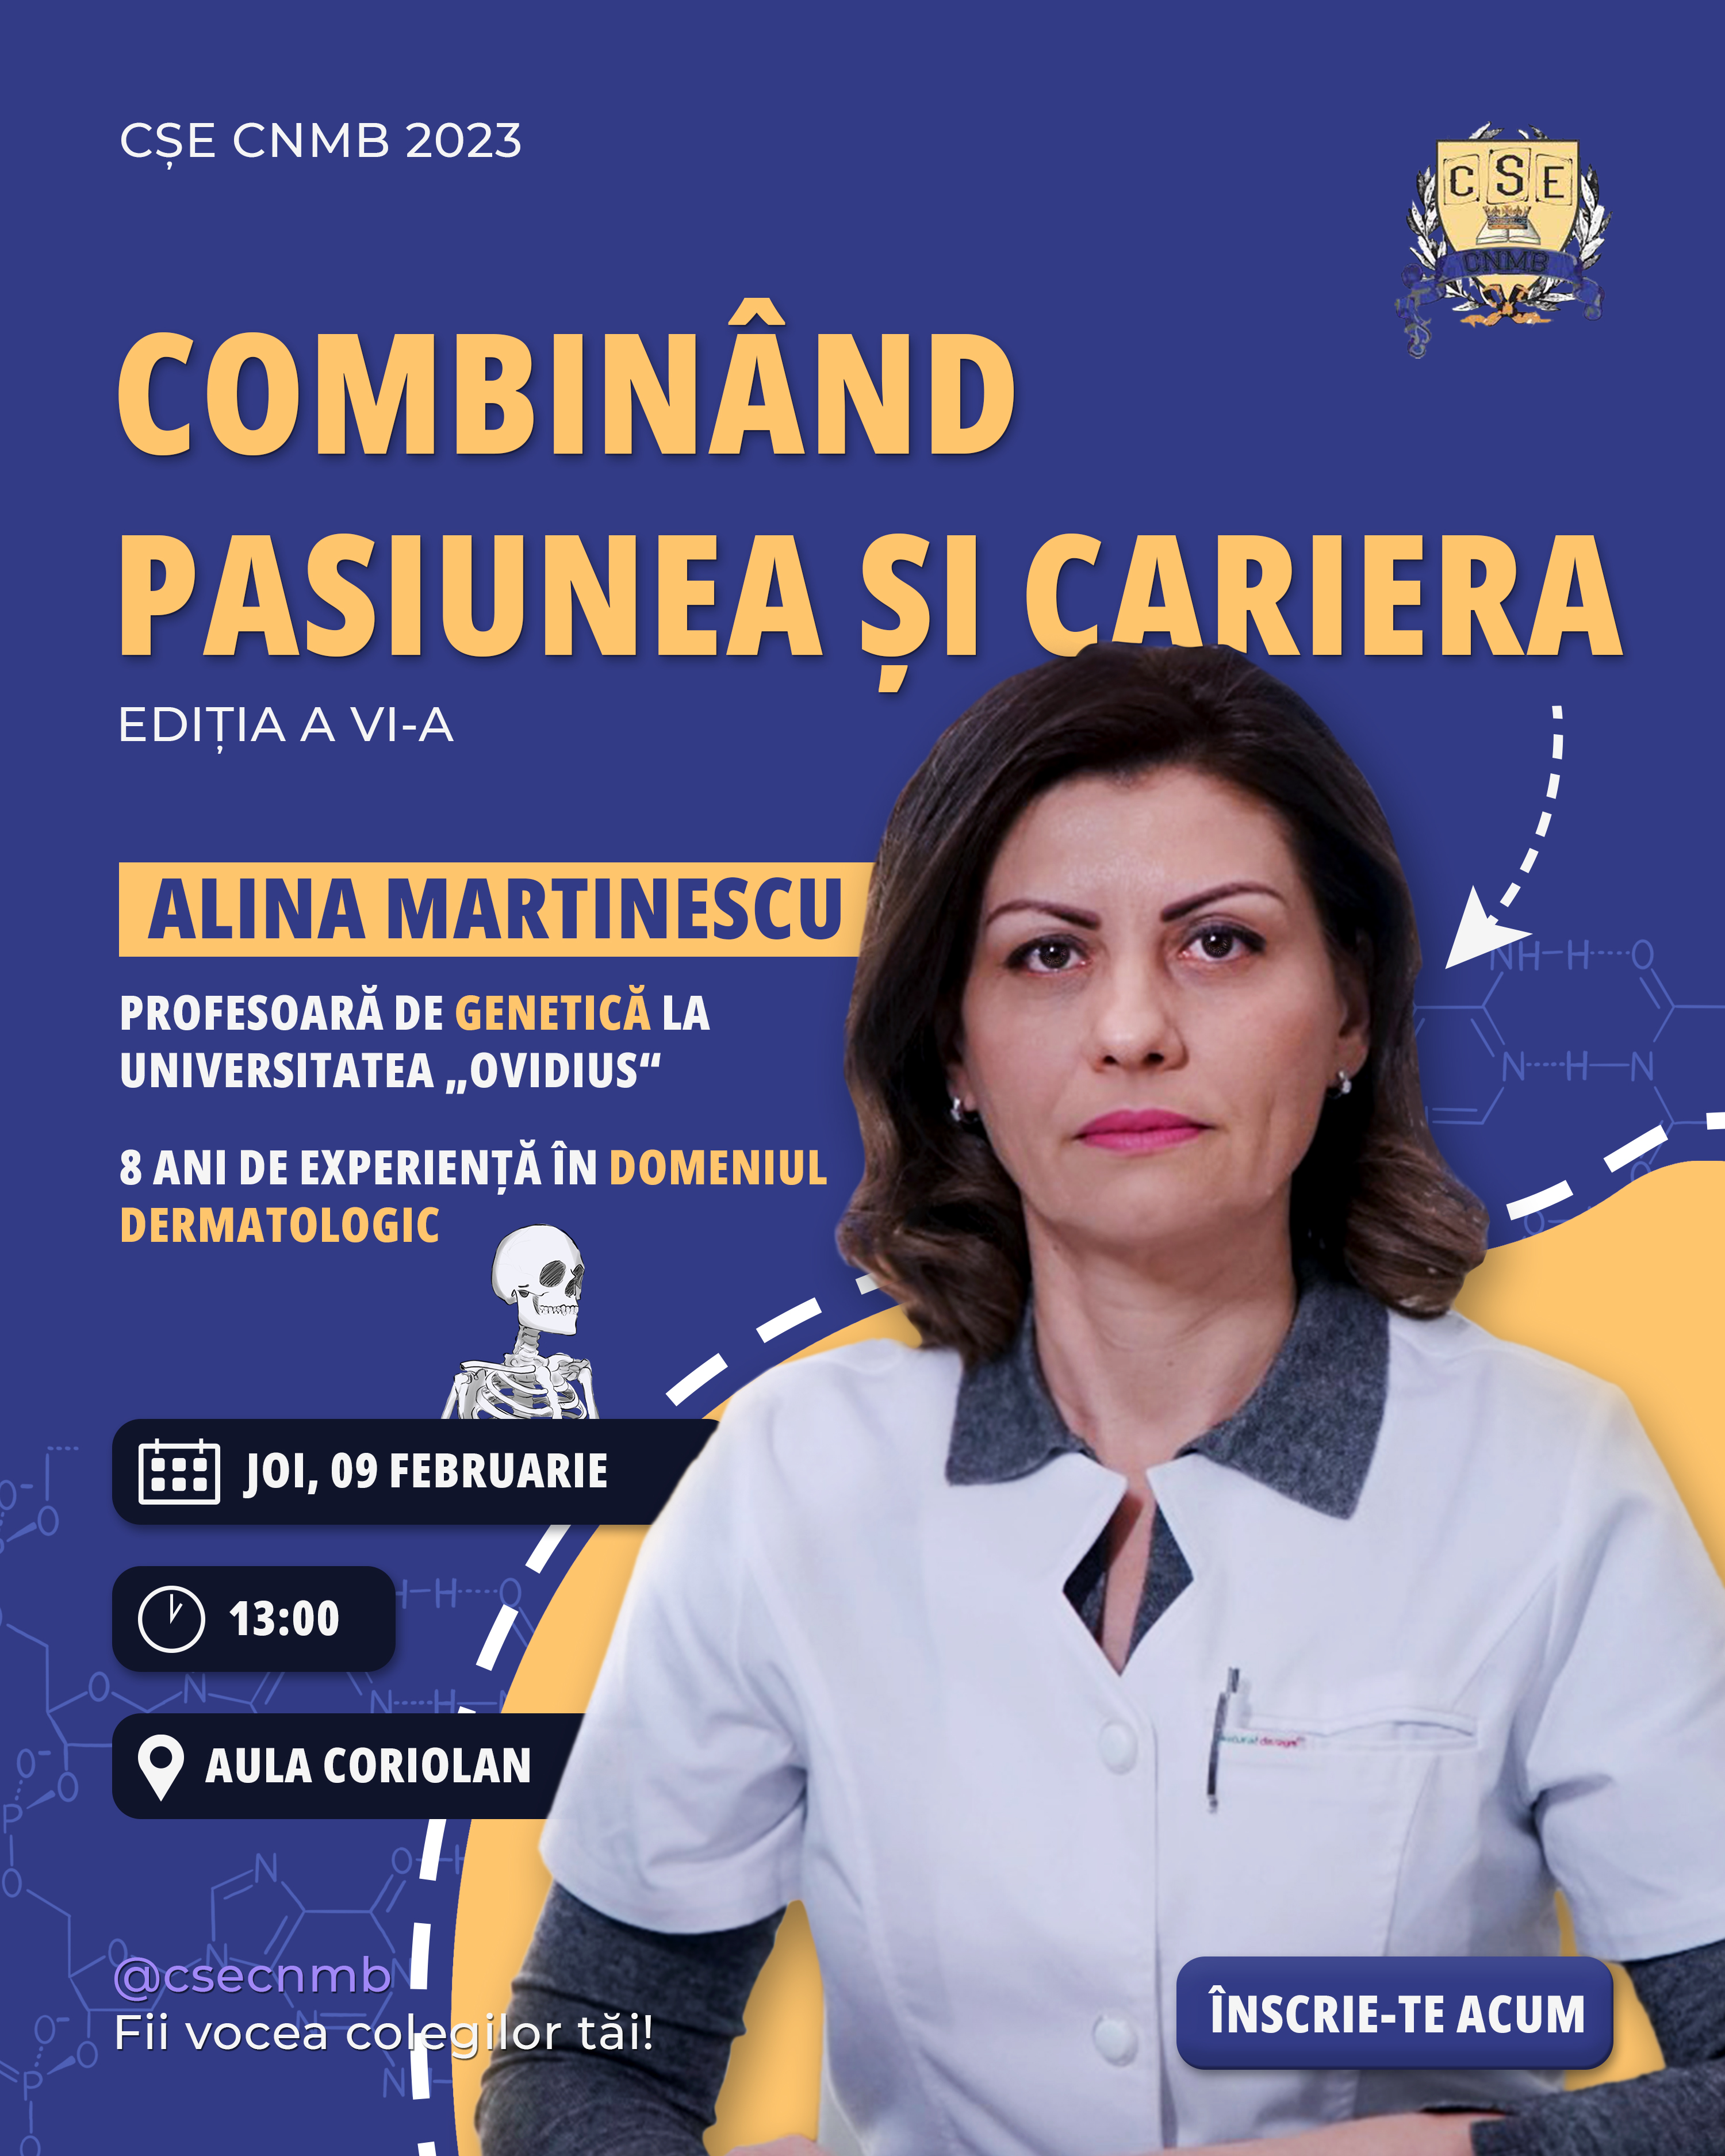 CȘE CNMB 2023
C S E
CNMB
COMBINÂND
PASIUNEA ȘI CARIERA
EDIȚIA A VI-A
ALINA MARTINESCU
PROFESOARĂ DE GENETICĂ LA
UNIVERSITATEA „OVIDIUS“
8 ANI DE EXPERIENȚĂ ÎN DOMENIUL
DERMATOLOGIC
JOI, 09 FEBRUARIE
13:00
AULA CORIOLAN
@csecnmb
Fii vocea colegilor tăi!
ÎNSCRIE-TE ACUM